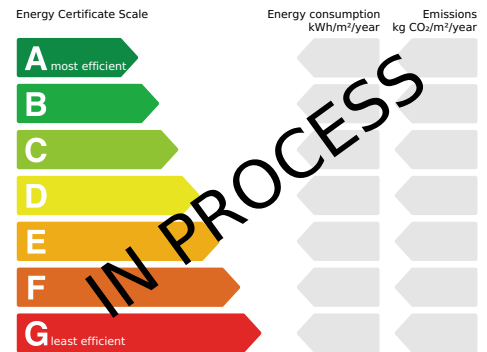 Energy Certificate Scale
Energy consumption
kWh/m²/year
Emissions
kg CO₂/m²/year
A most efficient
B
C
D
E
F
G least efficient
IN PROCESS